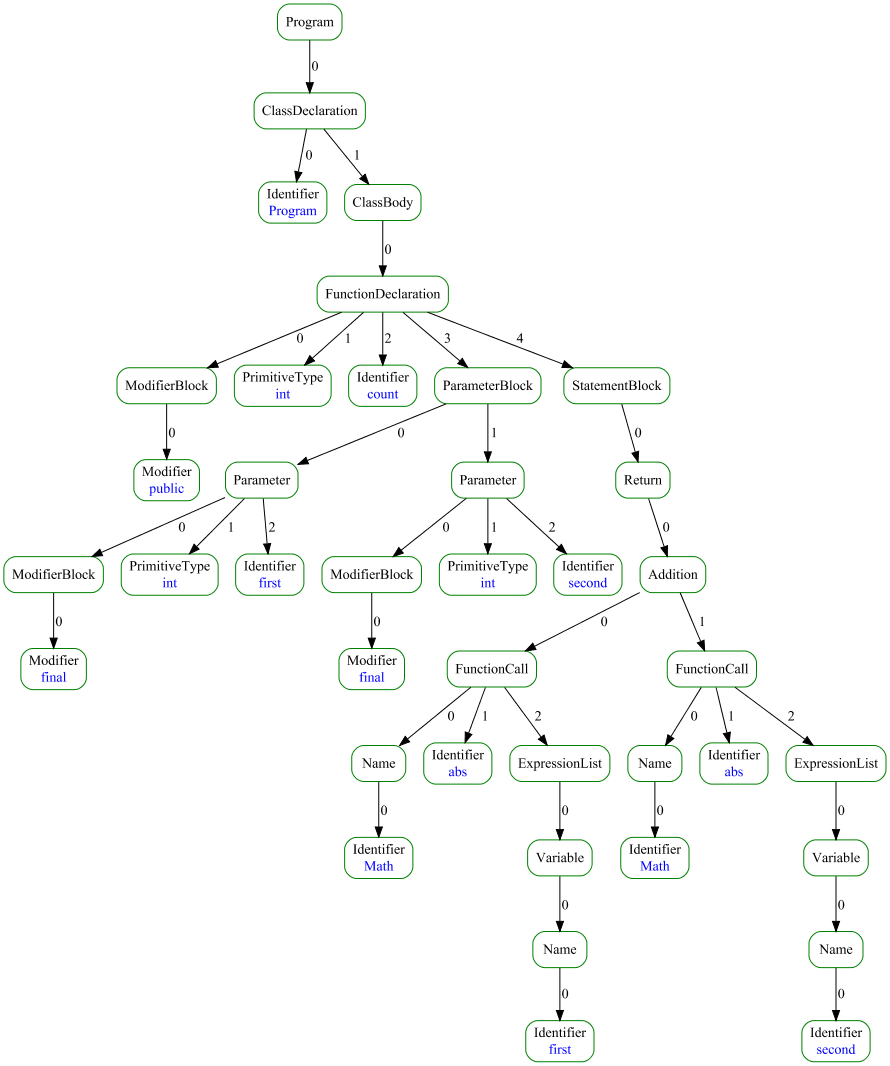 Program
0
ClassDeclaration
0 1
Identifier
Program
ClassBody
0
FunctionDeclaration
0 1 2 3 4
ModifierBlock
PrimitiveType
int
Identifier
count
ParameterBlock
StatementBlock
0 0 1 0
Modifier
public
Parameter
Parameter
Return
0 1 2 0 1 2 0
ModifierBlock
PrimitiveType
int
Identifier
first
ModifierBlock
PrimitiveType
int
Identifier
second
Addition
0 0 0 1
Modifier
final
Modifier
final
FunctionCall
FunctionCall
0 1 2 0 1 2
Name
Identifier
abs
ExpressionList
Name
Identifier
abs
ExpressionList
0 0 0 0
Identifier
Math
Variable
Identifier
Math
Variable
0 0
Name
Name
0 0
Identifier
first
Identifier
second